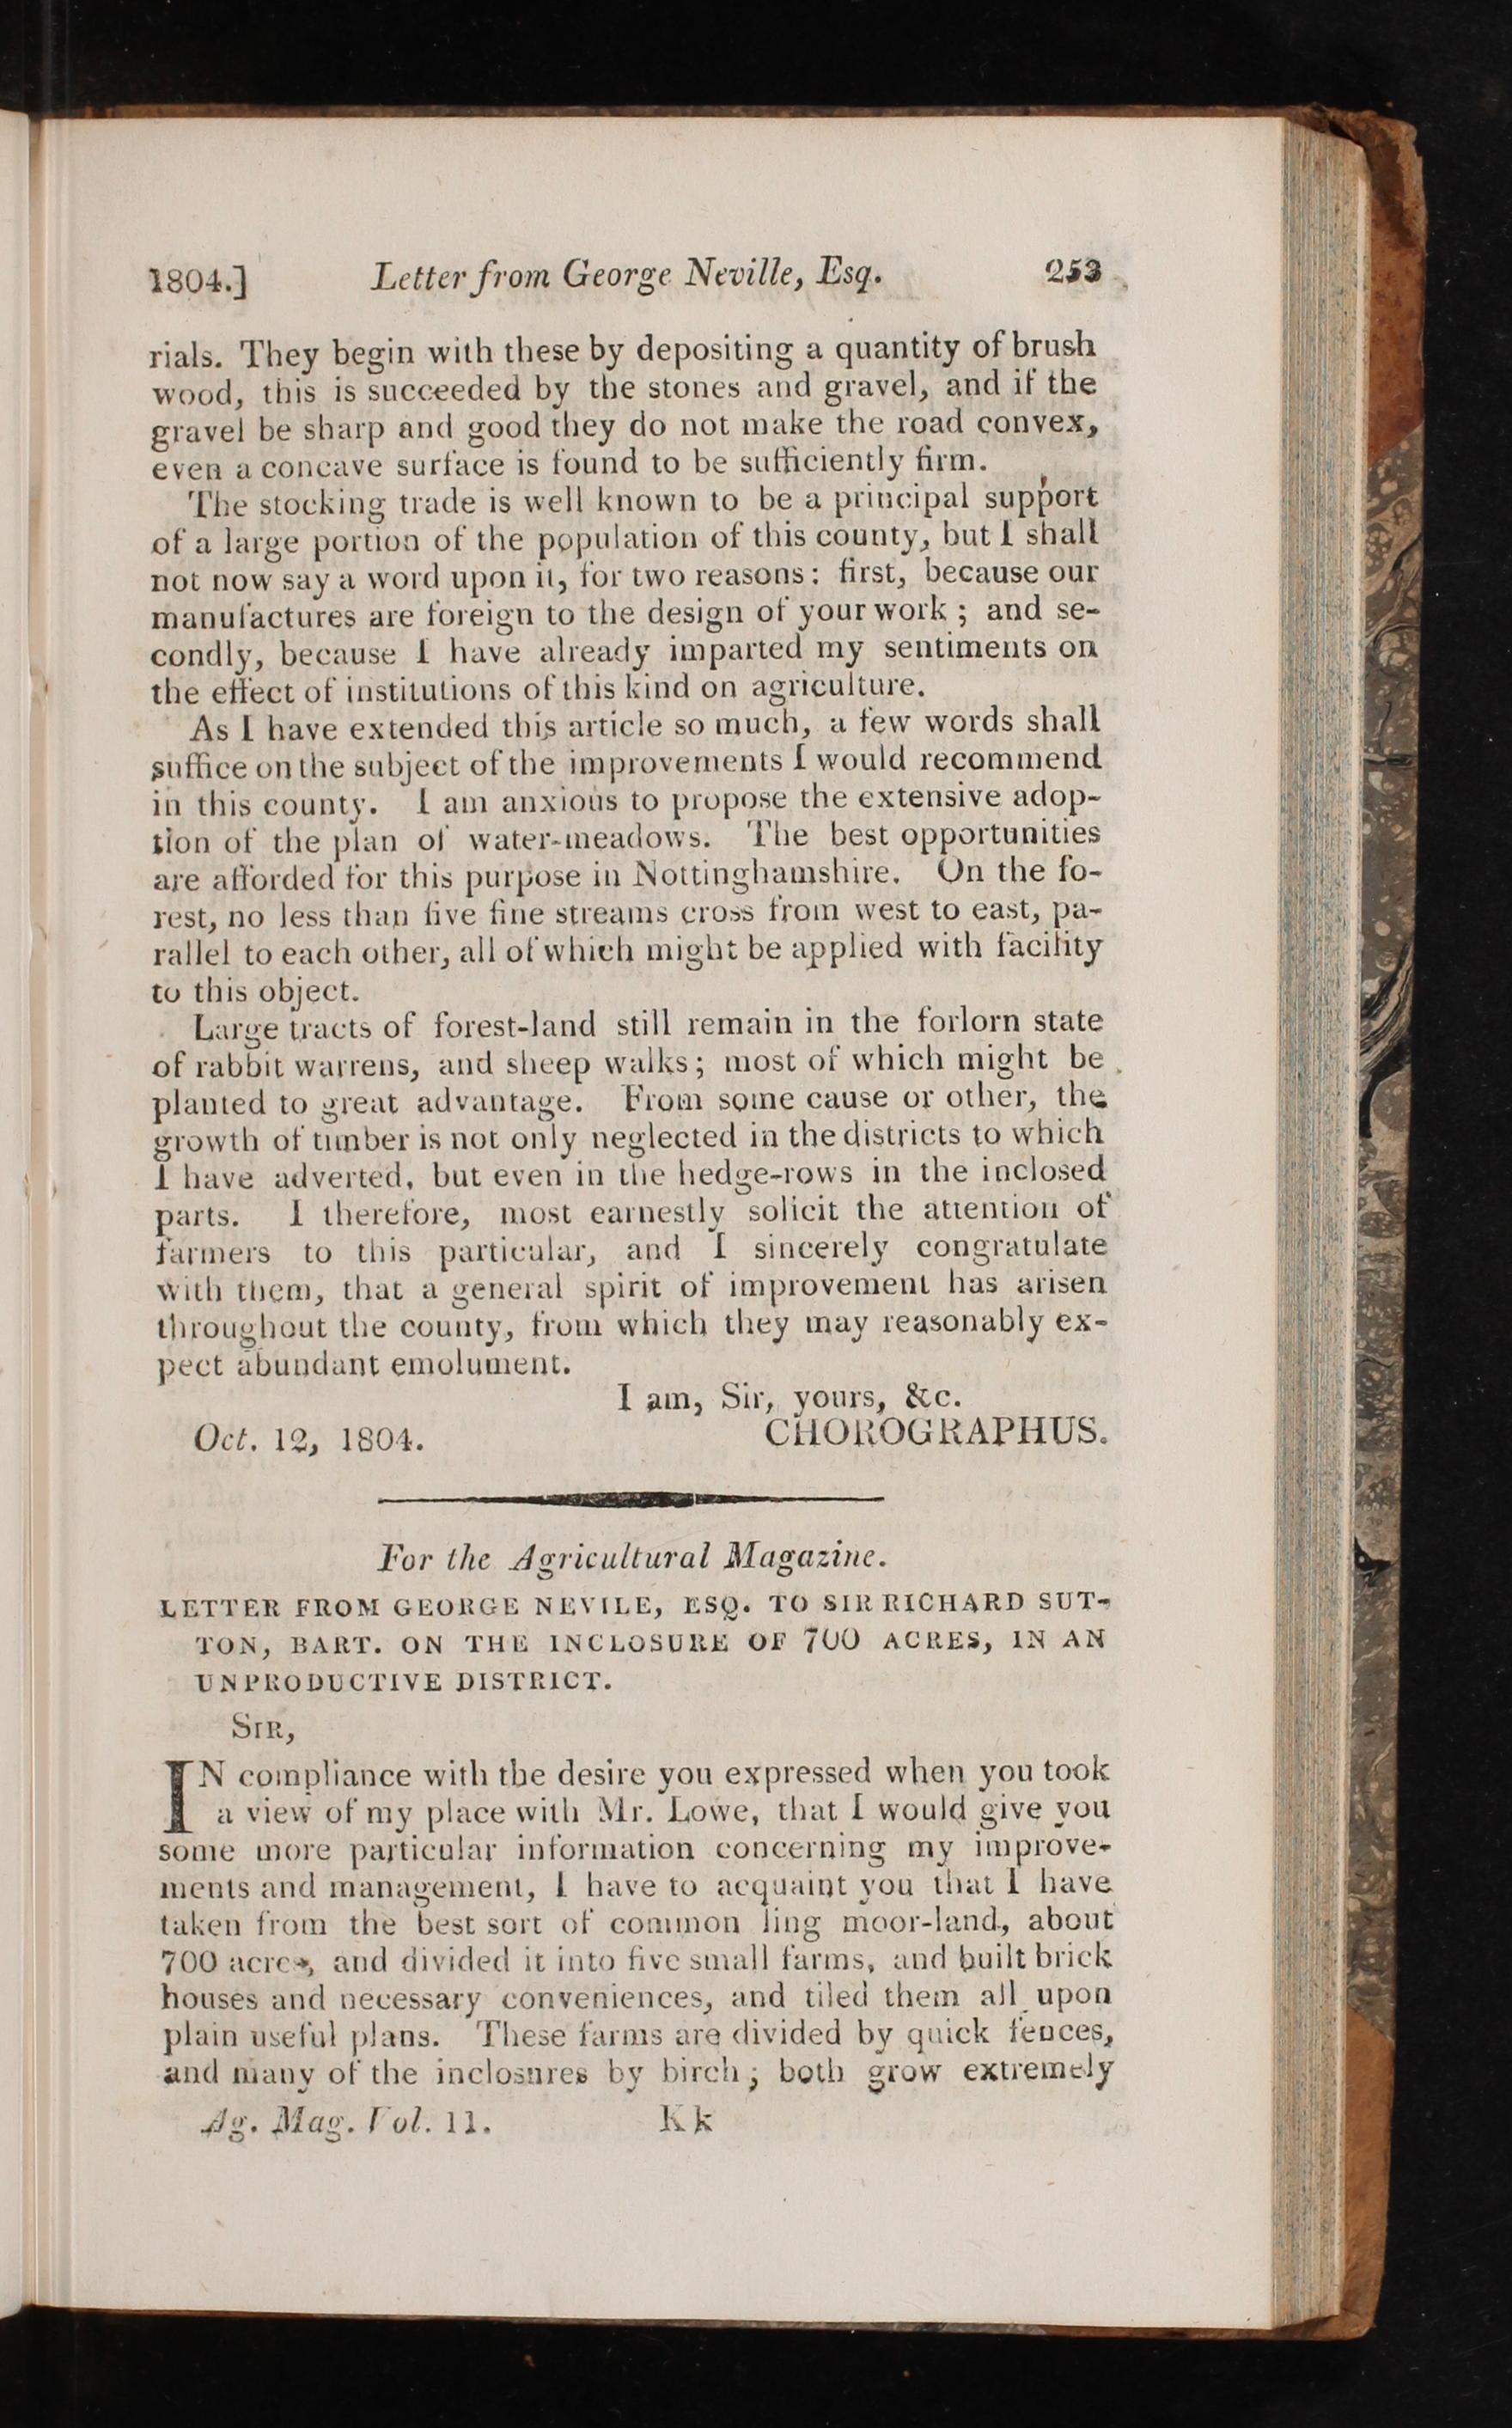 1804.] Letter from George Neville, Esq. 253
rials. They begin with these by depositing a quantity of brush
wood, this is succeeded by the stones and gravel, and if the
gravel be sharp and good they do not make the road convex,
even a concave surface is found to be sufficiently firm.
The stocking trade is well known to be a principal support
of a large portion of the population of this county, but I shall
not now say a word upon it, for two reasons: first, because our
manufactures are foreign to the design of your work; and se-
condly, because I have already imparted my sentiments on
the effect of institutions of this kind on agriculture.
As I have extended this article so much, a few words shall
suffice on the subject of the improvements I would recommend
in this county. I am anxious to propose the extensive adop-
tion of the plan of water-meadows. The best opportunities
are afforded for this purpose in Nottinghamshire. On the fo-
rest, no less than five fine streams cross from west to east, pa-
rallel to each other, all of which might be applied with facility
to this object.
Large tracts of forest-land still remain in the forlorn state
of rabbit warrens, and sheep walks; most of which might be
planted to great advantage. From some cause or other, the
growth of timber is not only neglected in the districts to which
I have adverted, but even in the hedge-rows in the inclosed
parts. I therefore, most earnestly solicit the attention of
farmers to this particular, and I sincerely congratulate
with them, that a general spirit of improvement has arisen
throughout the county, from which they may reasonably ex-
pect abundant emolument.
I am, Sir, yours, &c.
Oct. 12, 1804. CHOROGRAPHUS.
For the Agricultural Magazine.
LETTER FROM GEORGE NEVILE, ESQ. TO SIR RICHARD SUT-
TON, BART. ON THE INCLOSURE OF 700 ACRES, IN AN
UNPRODUCTIVE DISTRICT.
SIR,
IN compliance with the desire you expressed when you took
a view of my place with Mr. Lowe, that I would give you
some more particular information concerning my improve-
ments and management, I have to acquaint you that I have
taken from the best sort of common ling moor-land, about
700 acres, and divided it into five small farms, and built brick
houses and necessary conveniences, and tiled them all upon
plain useful plans. These farms are divided by quick fences,
and many of the inclosures by birch; both grow extremely
Ag. Mag. Vol. 11. Kk